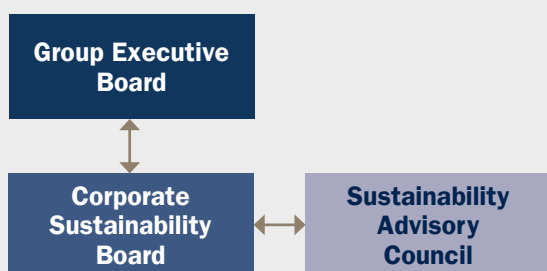 Group Executive
Board
Corporate
Sustainability
Board
Sustainability
Advisory
Council